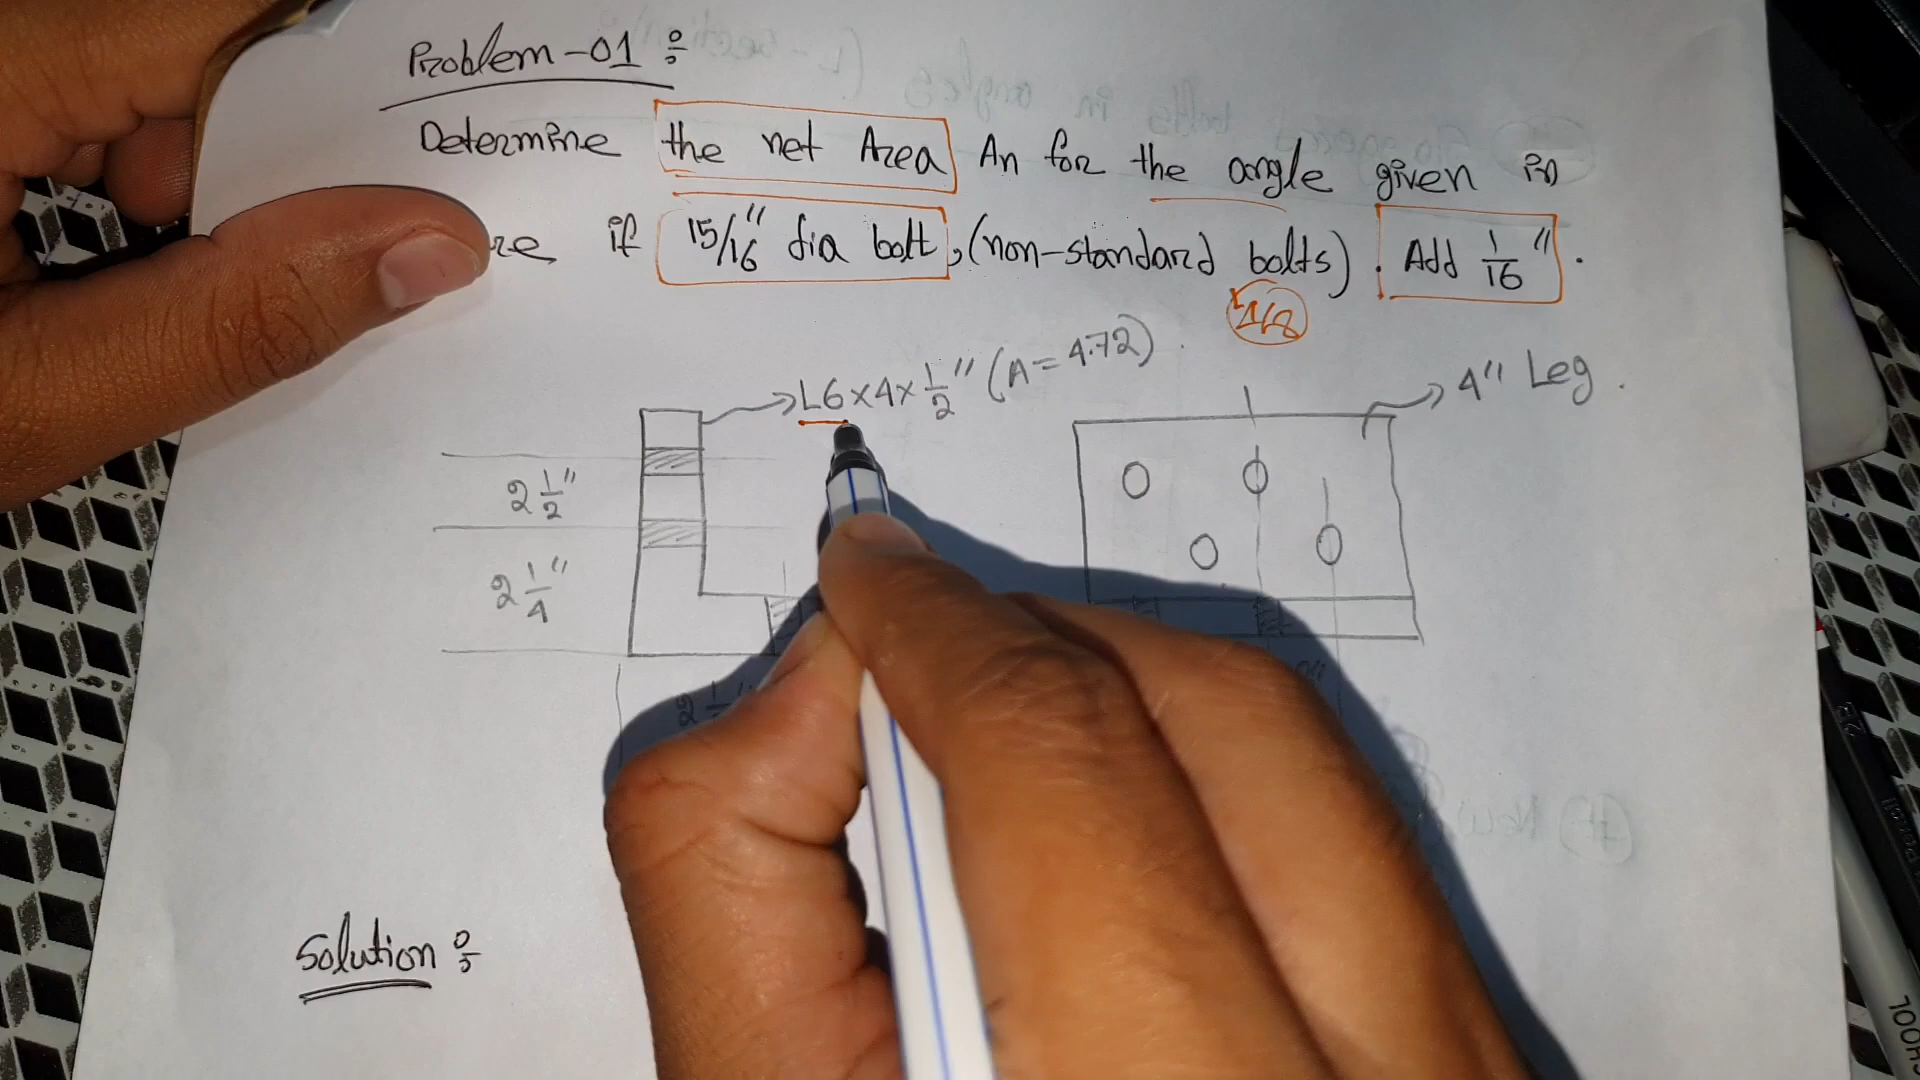 Problem-01:
Determine the net Area An for the angle given in
re if 15/16" dia bolt, (non-standard bolts). Add 1/16".
1/8
L6×4×1/2" (A=4.72).
4" Leg.
2 1/2"
2 1/4"
Solution: